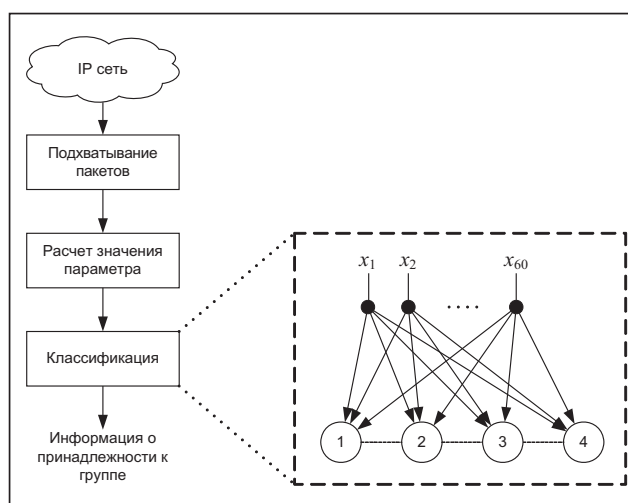 IP сеть
Подхватывание
пакетов
Расчет значения
параметра
Классификация
Информация о
принадлежности к
группе
x1 x2 .... x60
1 2 3 4